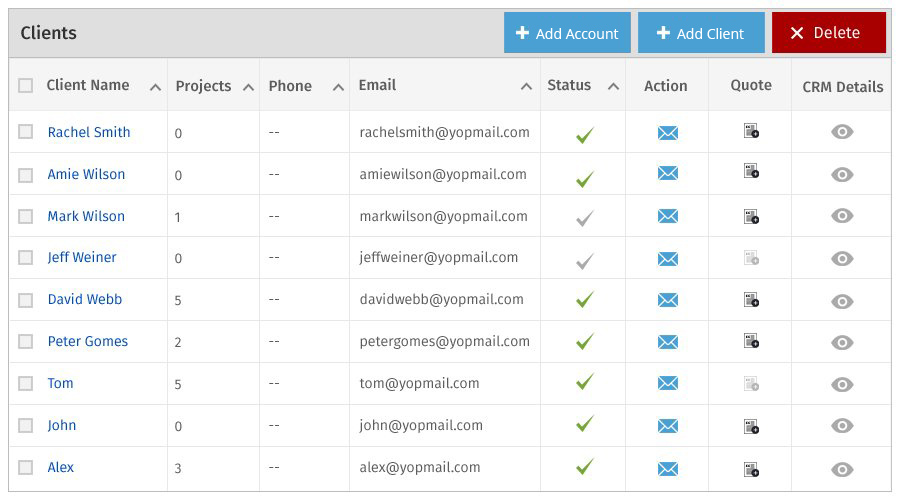 Clients Add Account Add Client Delete
Client Name Projects Phone Email Status Action Quote CRM Details
Rachel Smith 0 -- rachelsmith@yopmail.com
Amie Wilson 0 -- amiewilson@yopmail.com
Mark Wilson 1 -- markwilson@yopmail.com
Jeff Weiner 0 -- jeffweiner@yopmail.com
David Webb 5 -- davidwebb@yopmail.com
Peter Gomes 2 -- petergomes@yopmail.com
Tom 5 -- tom@yopmail.com
John 0 -- john@yopmail.com
Alex 3 -- alex@yopmail.com